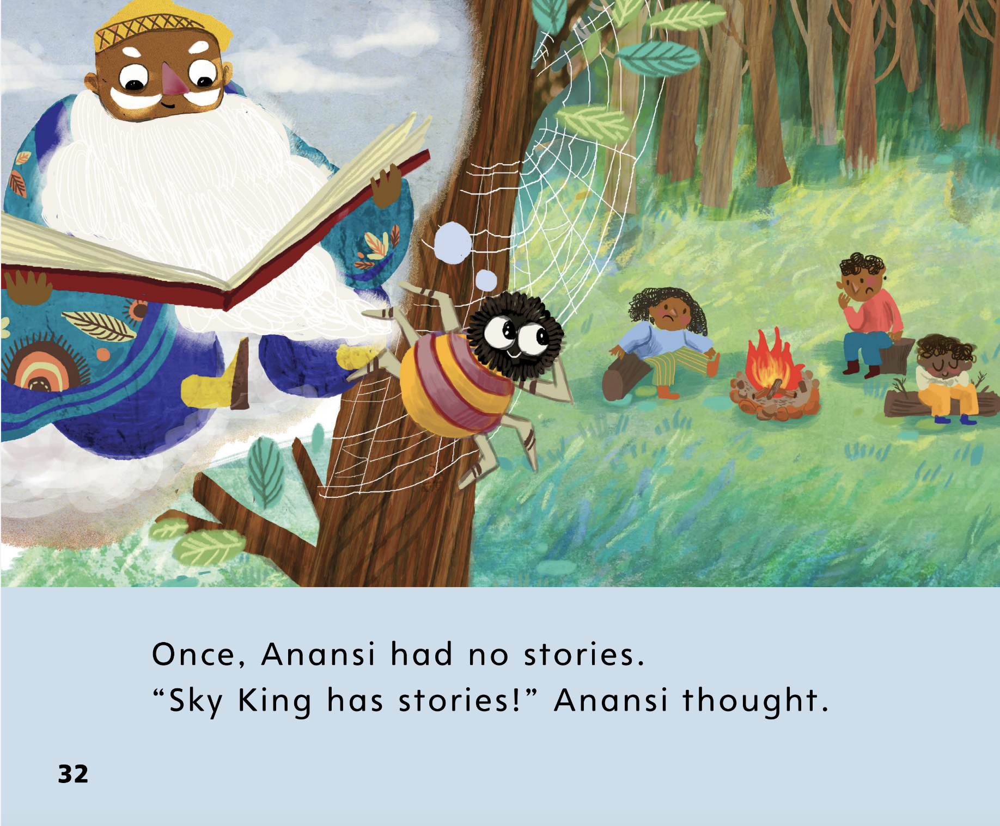 Once, Anansi had no stories.
“Sky King has stories!” Anansi thought.
32